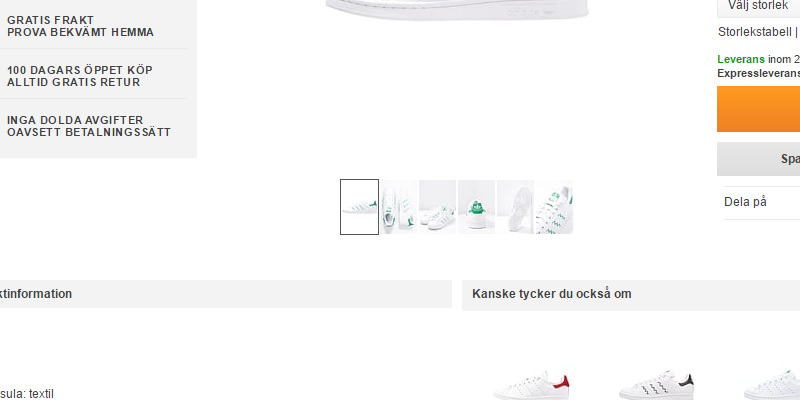 GRATIS FRAKT
PROVA BEKVÄMT HEMMA
100 DAGARS ÖPPET KÖP
ALLTID GRATIS RETUR
INGA DOLDA AVGIFTER
OAVSETT BETALNINGSSÄTT
Välj storlek
Storlekstabell |
Leverans inom 2
Expressleverans
Spa
Dela på
ktinformation
Kanske tycker du också om
sula: textil